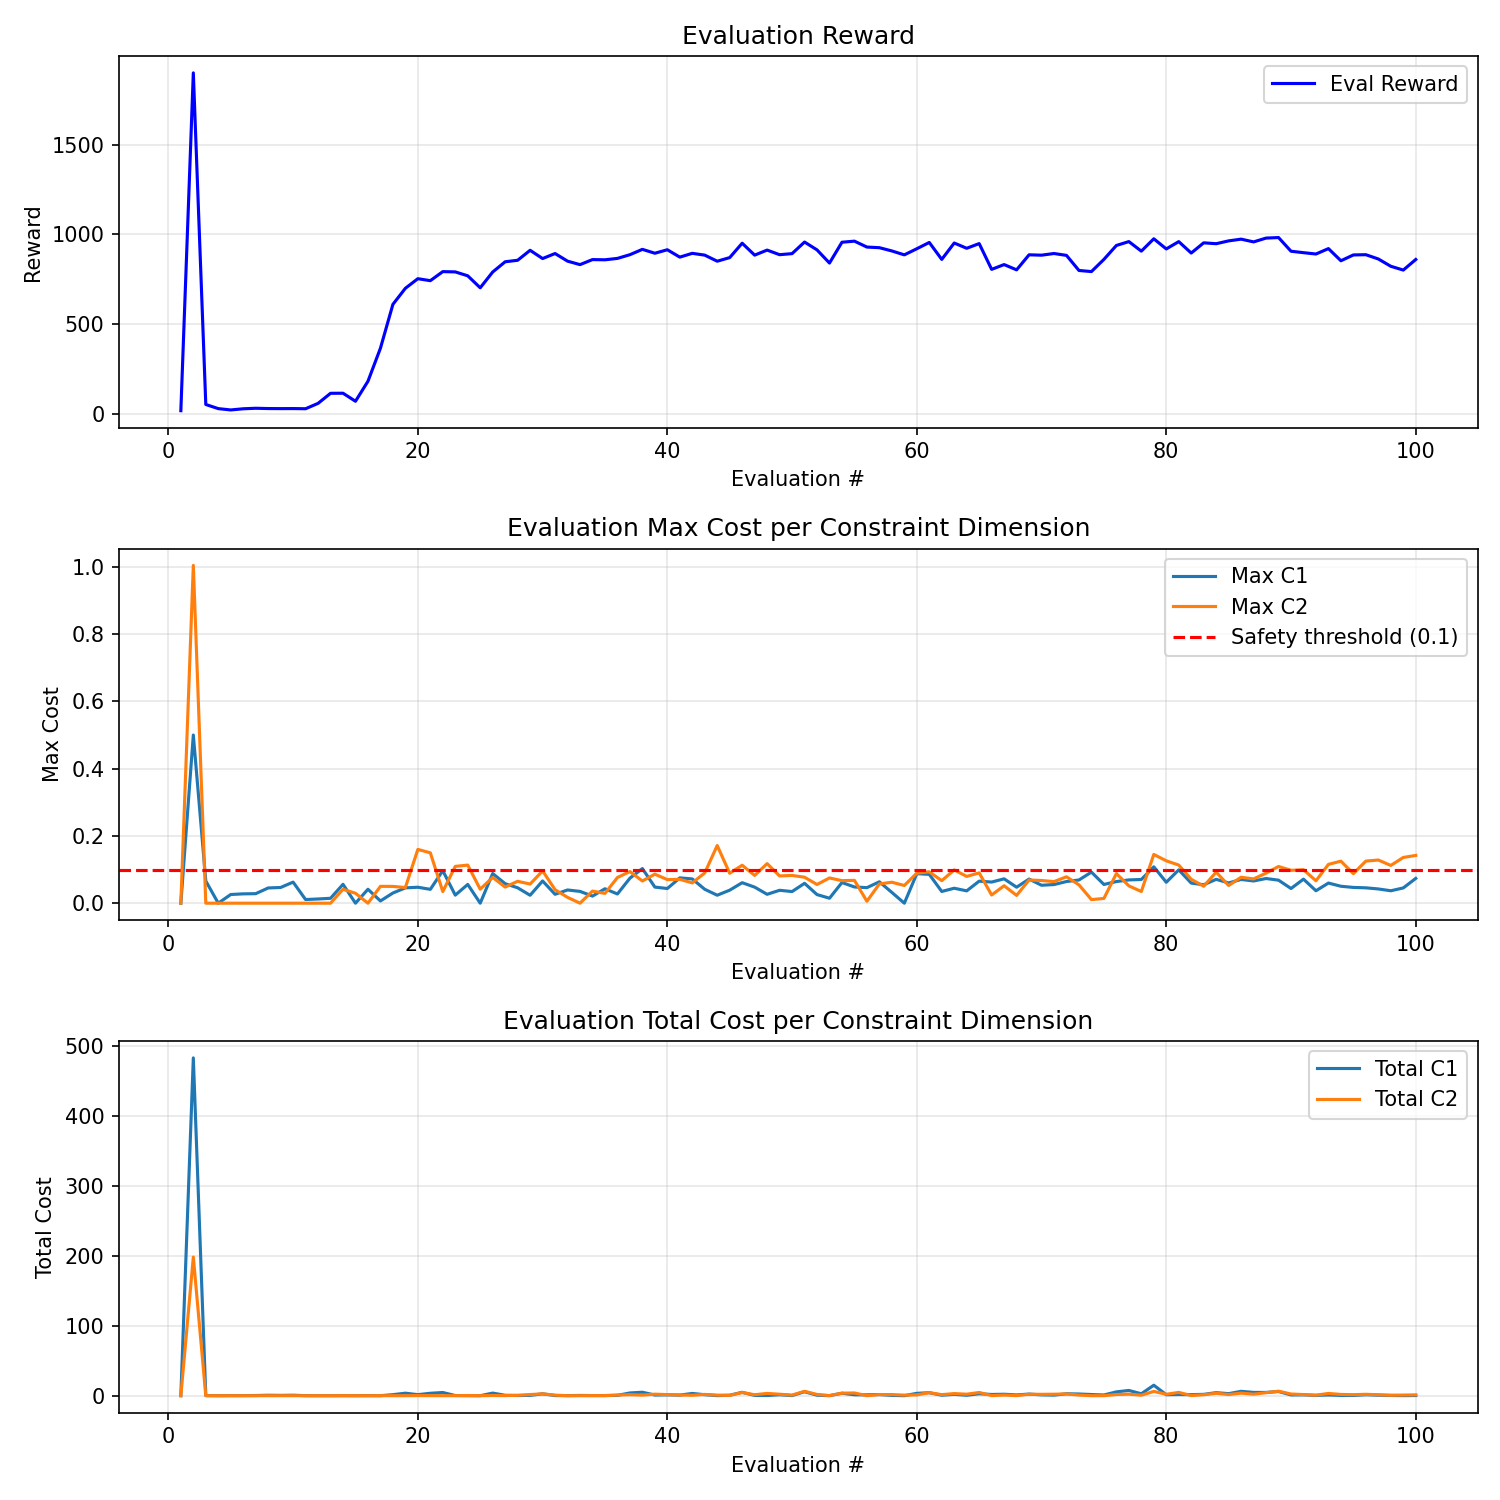 Evaluation Reward
Eval Reward
Reward
1500
1000
500
0
0 20 40 60 80 100
Evaluation #
Evaluation Max Cost per Constraint Dimension
Max C1
Max C2
Safety threshold (0.1)
Max Cost
1.0
0.8
0.6
0.4
0.2
0.0
0 20 40 60 80 100
Evaluation #
Evaluation Total Cost per Constraint Dimension
Total C1
Total C2
Total Cost
500
400
300
200
100
0
0 20 40 60 80 100
Evaluation #